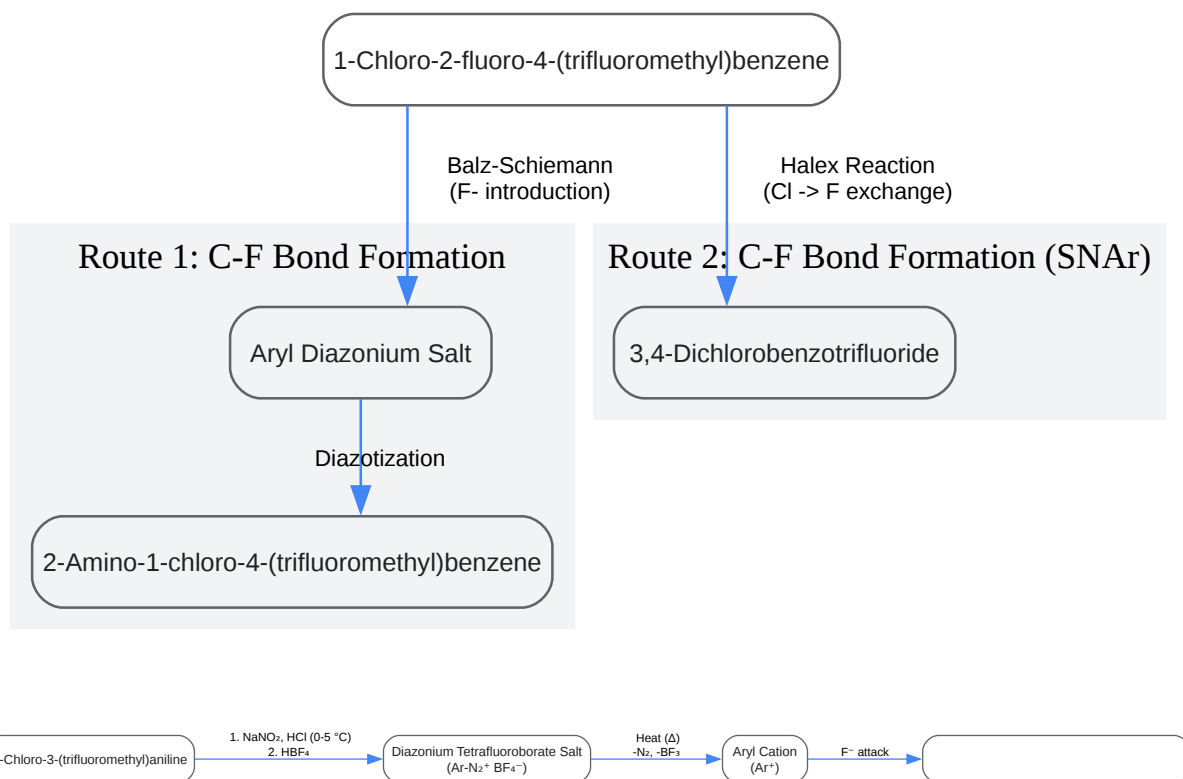 1-Chloro-2-fluoro-4-(trifluoromethyl)benzene
Balz-Schiemann
(F- introduction)
Halex Reaction
(Cl -> F exchange)
Route 1: C-F Bond Formation
Route 2: C-F Bond Formation (SNAr)
Aryl Diazonium Salt
3,4-Dichlorobenzotrifluoride
Diazotization
2-Amino-1-chloro-4-(trifluoromethyl)benzene
-Chloro-3-(trifluoromethyl)aniline
1. NaNO₂, HCl (0-5 °C)
2. HBF₄
Diazonium Tetrafluoroborate Salt
(Ar-N₂⁺ BF₄⁻)
Heat (Δ)
-N₂, -BF₃
Aryl Cation
(Ar⁺)
F⁻ attack